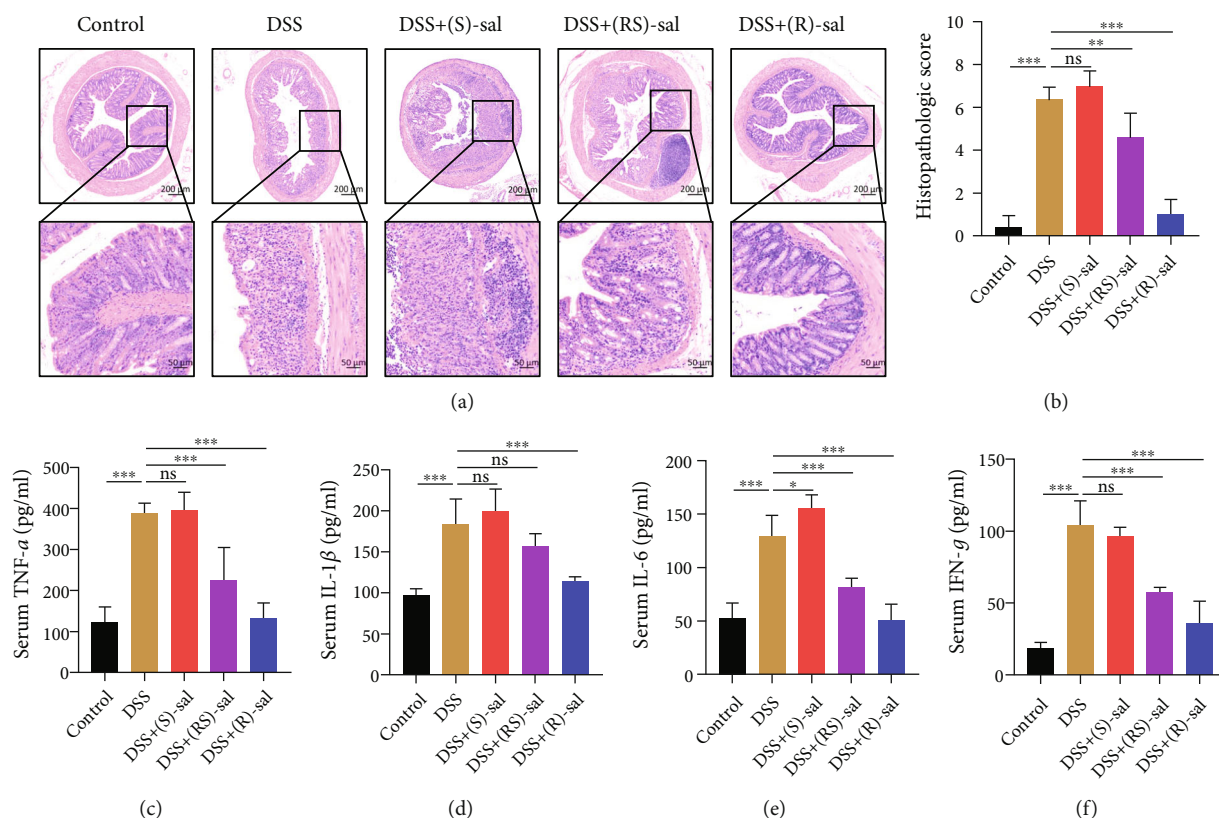 Control DSS DSS+(S)-sal DSS+(RS)-sal DSS+(R)-sal
200 μm 200 μm 200 μm 200 μm 200 μm
50 μm 50 μm 50 μm 50 μm 50 μm
(a)
Histopathologic score
10
8
6
4
2
0
***
**
*** ns
Control DSS DSS+(S)-sal DSS+(RS)-sal DSS+(R)-sal
(b)
Serum TNF-a (pg/ml)
500
400
300
200
100
0
***
***
*** ns
Control DSS DSS+(S)-sal DSS+(RS)-sal DSS+(R)-sal
(c)
Serum IL-1β (pg/ml)
250
200
150
100
50
0
***
ns
*** ns
Control DSS DSS+(S)-sal DSS+(RS)-sal DSS+(R)-sal
(d)
Serum IL-6 (pg/ml)
200
150
100
50
0
***
***
*** *
Control DSS DSS+(S)-sal DSS+(RS)-sal DSS+(R)-sal
(e)
Serum IFN-g (pg/ml)
150
100
50
0
***
***
*** ns
Control DSS DSS+(S)-sal DSS+(RS)-sal DSS+(R)-sal
(f)